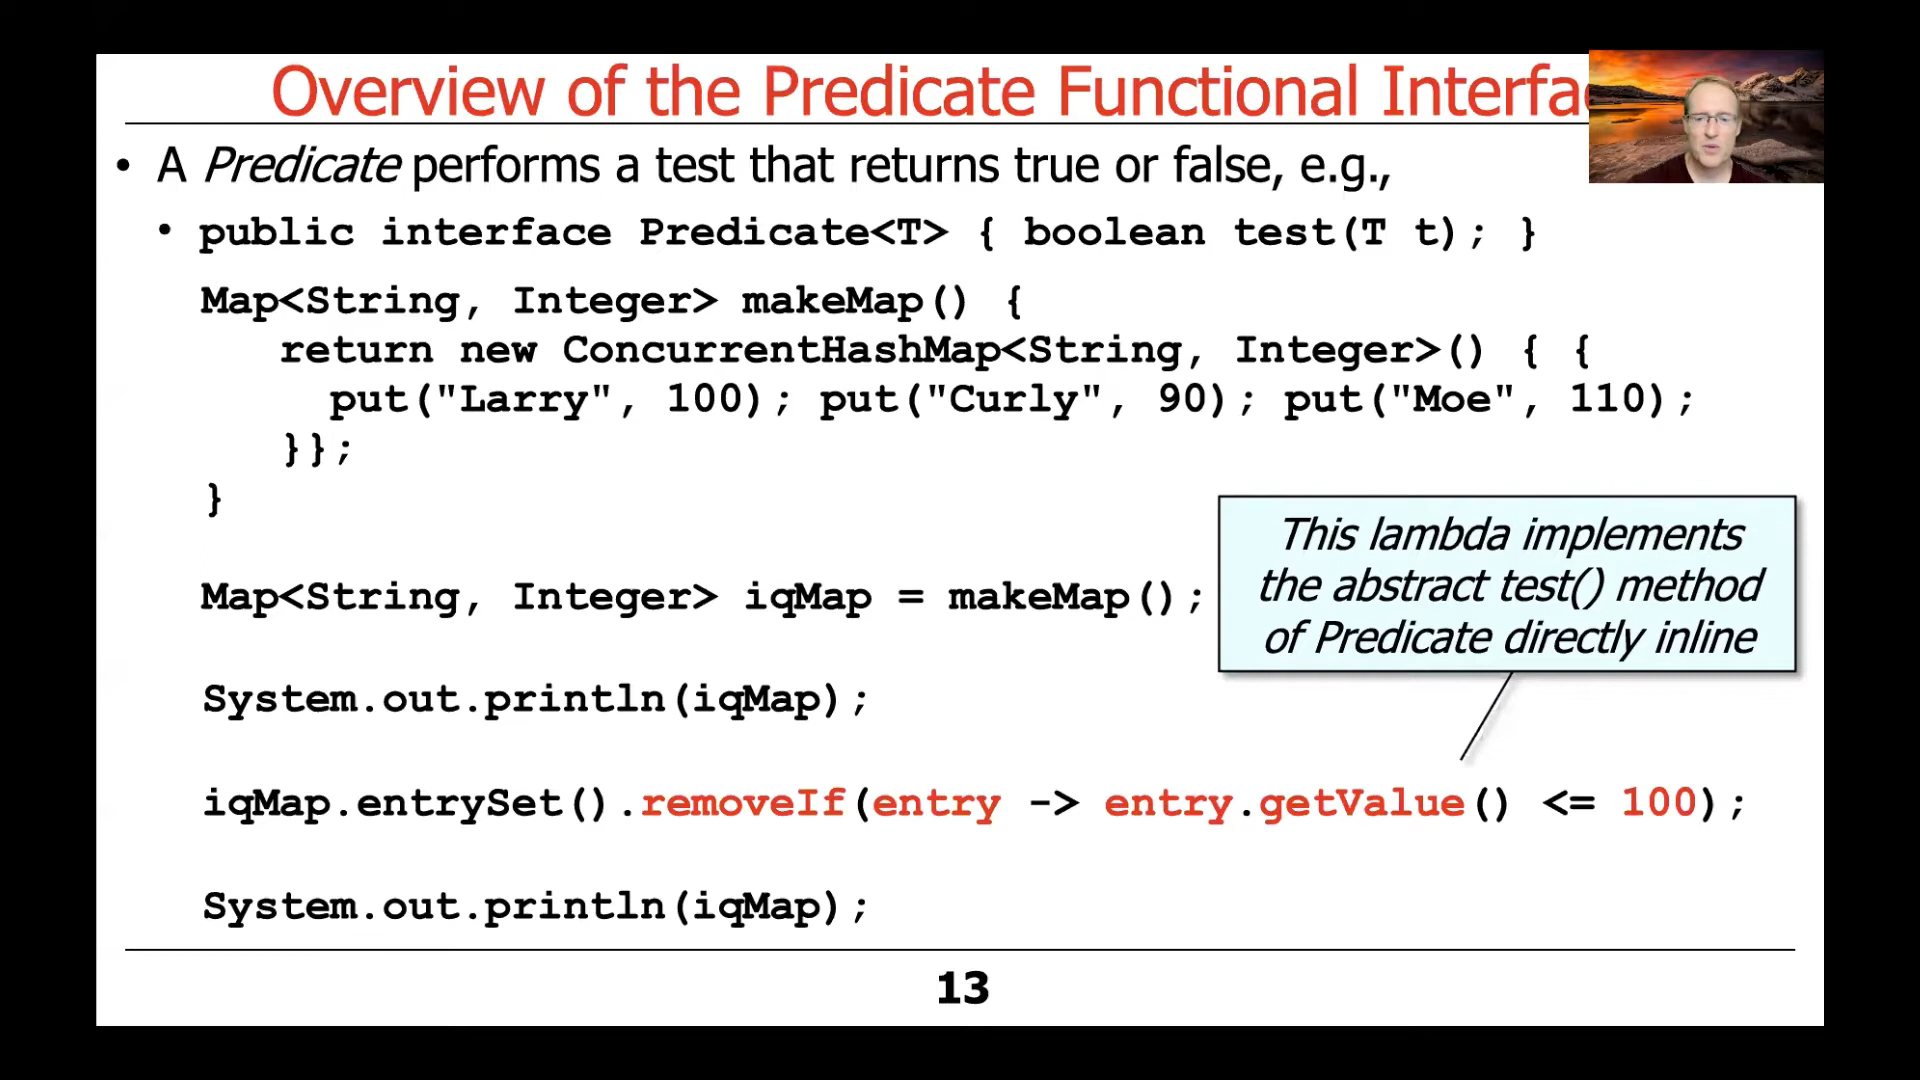 Overview of the Predicate Functional Interfa
• A Predicate performs a test that returns true or false, e.g.,
• public interface Predicate<T> { boolean test(T t); }
Map<String, Integer> makeMap() {
return new ConcurrentHashMap<String, Integer>() { {
put("Larry", 100); put("Curly", 90); put("Moe", 110);
}};
}
This lambda implements
the abstract test() method
of Predicate directly inline
Map<String, Integer> iqMap = makeMap();
System.out.println(iqMap);
iqMap.entrySet().removeIf(entry -> entry.getValue() <= 100);
System.out.println(iqMap);
13